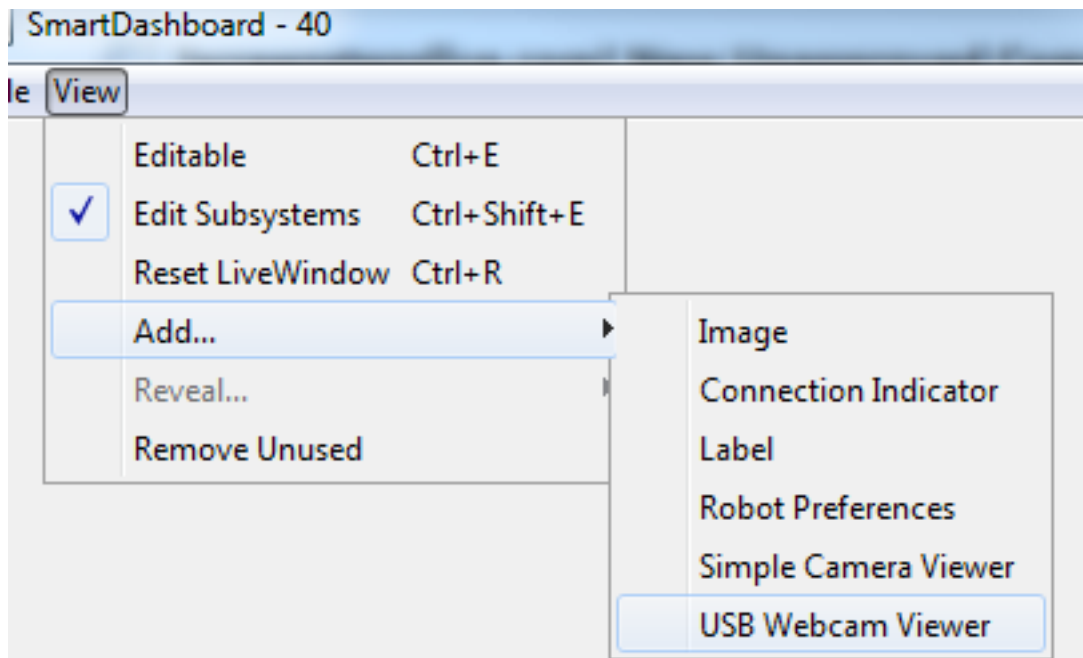 SmartDashboard - 40
le View
Editable Ctrl+E
Edit Subsystems Ctrl+Shift+E
Reset LiveWindow Ctrl+R
Add...
Image
Reveal...
Connection Indicator
Remove Unused
Label
Robot Preferences
Simple Camera Viewer
USB Webcam Viewer